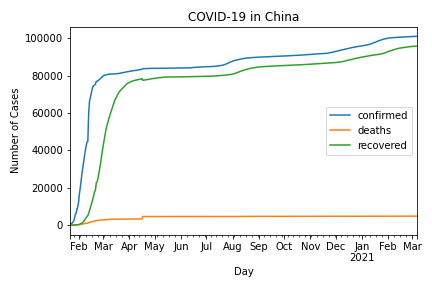 COVID-19 in China
100000
80000
60000
40000
20000
0
Number of Cases
confirmed
deaths
recovered
Feb Mar Apr May Jun Jul Aug Sep Oct Nov Dec Jan Feb Mar
2021
Day